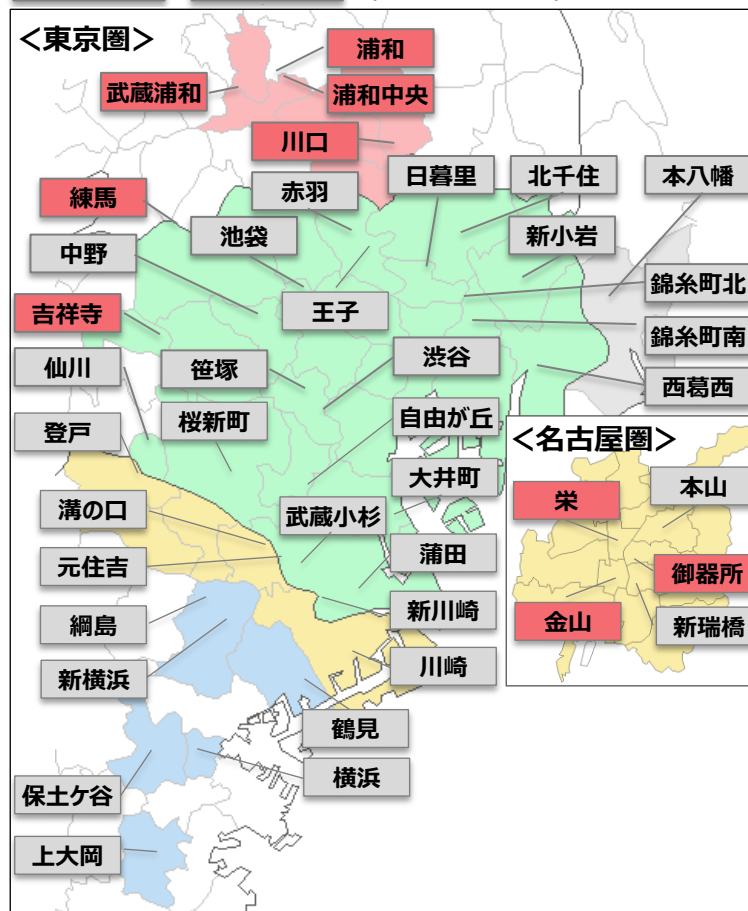 <東京圏>
浦和
武蔵浦和
浦和中央
川口
日暮里
北千住
本八幡
赤羽
練馬
池袋
新小岩
中野
錦糸町北
王子
吉祥寺
錦糸町南
渋谷
仙川
笹塚
西葛西
桜新町
自由が丘
登戸
大井町
溝の口
武蔵小杉
蒲田
元住吉
新川崎
綱島
川崎
新横浜
鶴見
横浜
保土ケ谷
上大岡
<名古屋圏>
栄
本山
御器所
金山
新瑞橋